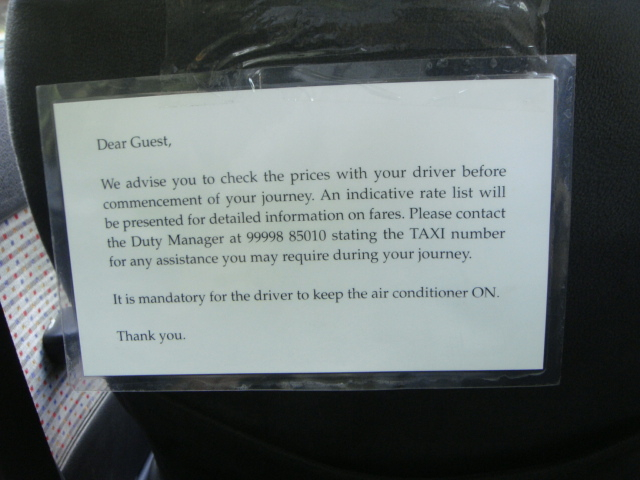 Dear Guest,
We advise you to check the prices with your driver before
commencement of your journey. An indicative rate list will
be presented for detailed information on fares. Please contact
the Duty Manager at 99998 85010 stating the TAXI number
for any assistance you may require during your journey.
It is mandatory for the driver to keep the air conditioner ON.
Thank you.